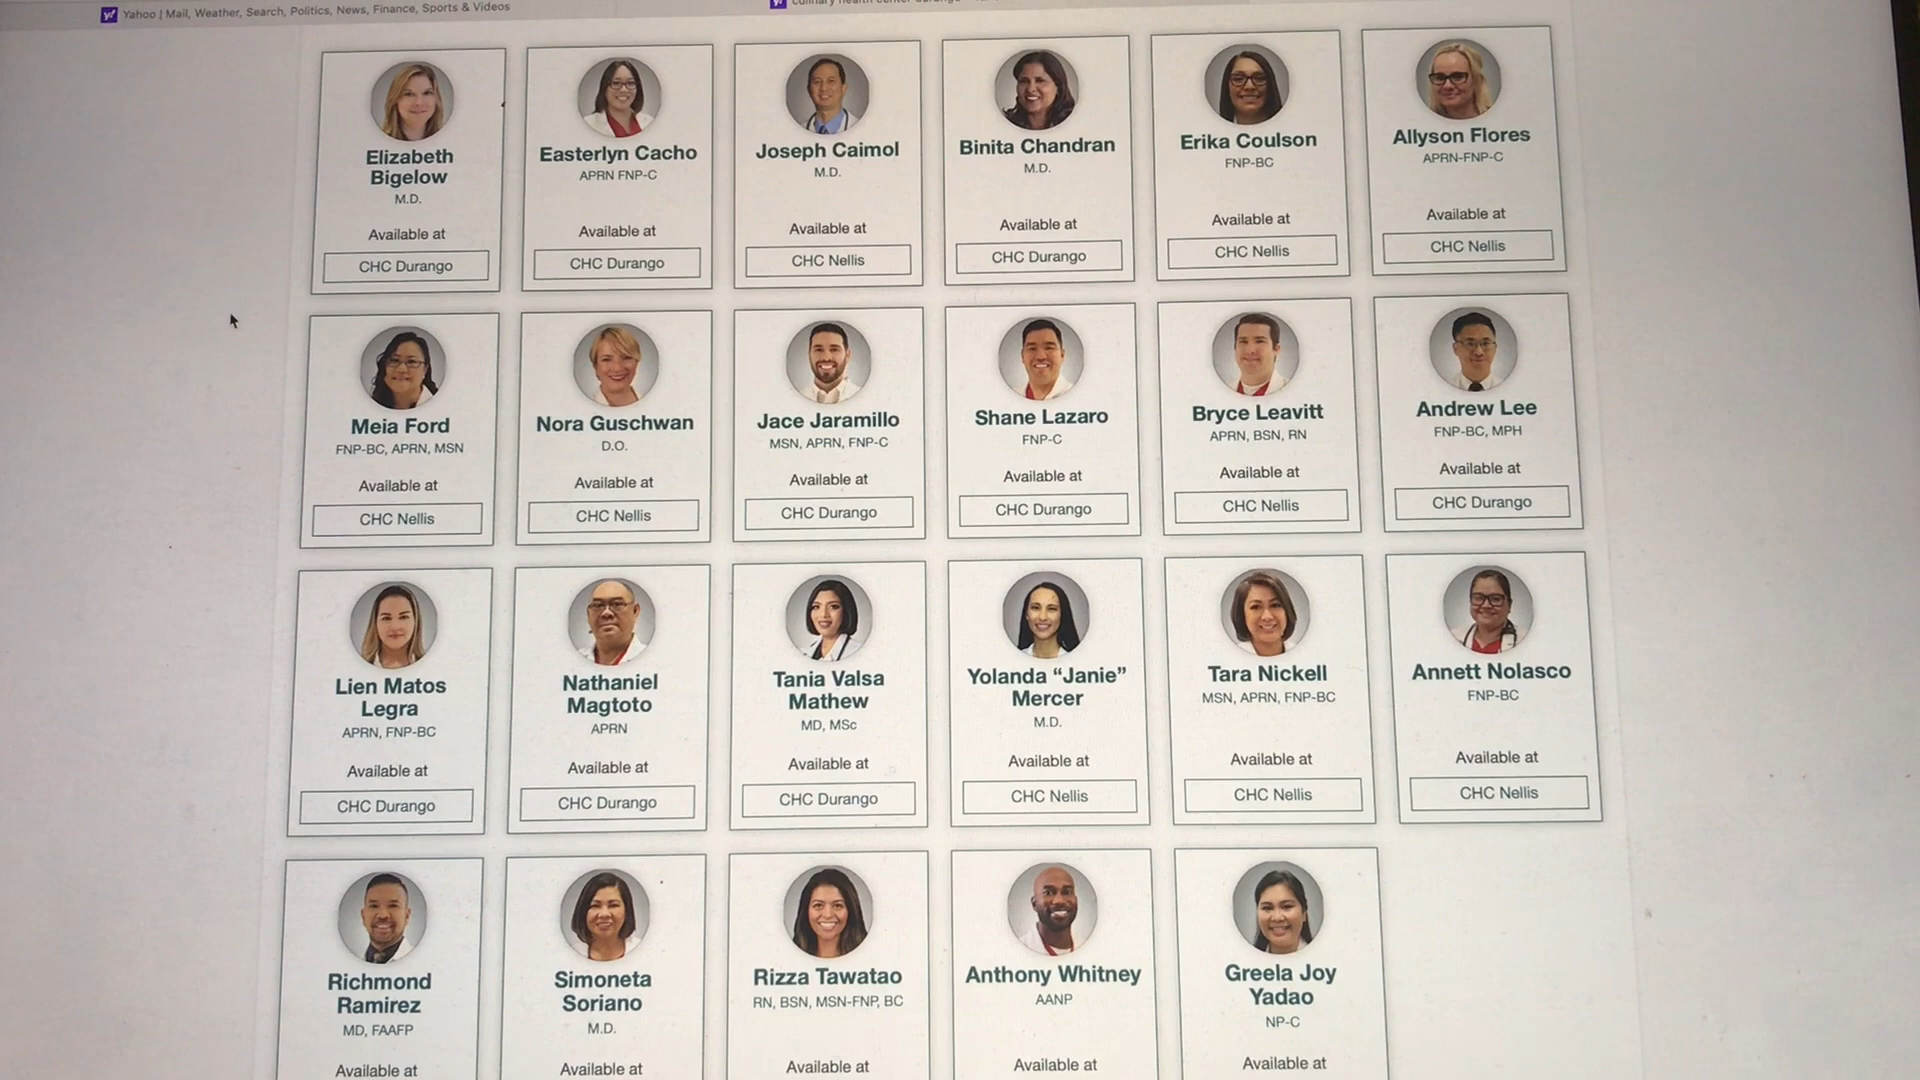 Yahoo | Mail, Weather, Search, Politics, News, Finance, Sports & Videos
Elizabeth
Bigelow
M.D.
Available at
CHC Durango
Easterlyn Cacho
APRN FNP-C
Available at
CHC Durango
Joseph Caimol
M.D.
Available at
CHC Nellis
Binita Chandran
M.D.
Available at
CHC Durango
Erika Coulson
FNP-BC
Available at
CHC Nellis
Allyson Flores
APRN-FNP-C
Available at
CHC Nellis
Meia Ford
FNP-BC, APRN, MSN
Available at
CHC Nellis
Nora Guschwan
D.O.
Available at
CHC Nellis
Jace Jaramillo
MSN, APRN, FNP-C
Available at
CHC Durango
Shane Lazaro
FNP-C
Available at
CHC Durango
Bryce Leavitt
APRN, BSN, RN
Available at
CHC Nellis
Andrew Lee
FNP-BC, MPH
Available at
CHC Durango
Lien Matos
Legra
APRN, FNP-BC
Available at
CHC Durango
Nathaniel
Magtoto
APRN
Available at
CHC Durango
Tania Valsa
Mathew
MD, MSc
Available at
CHC Durango
Yolanda “Janie”
Mercer
M.D.
Available at
CHC Nellis
Tara Nickell
MSN, APRN, FNP-BC
Available at
CHC Nellis
Annett Nolasco
FNP-BC
Available at
CHC Nellis
Richmond
Ramirez
MD, FAAFP
Available at
Simoneta
Soriano
M.D.
Available at
Rizza Tawatao
RN, BSN, MSN-FNP, BC
Available at
Anthony Whitney
AANP
Available at
Greela Joy
Yadao
NP-C
Available at